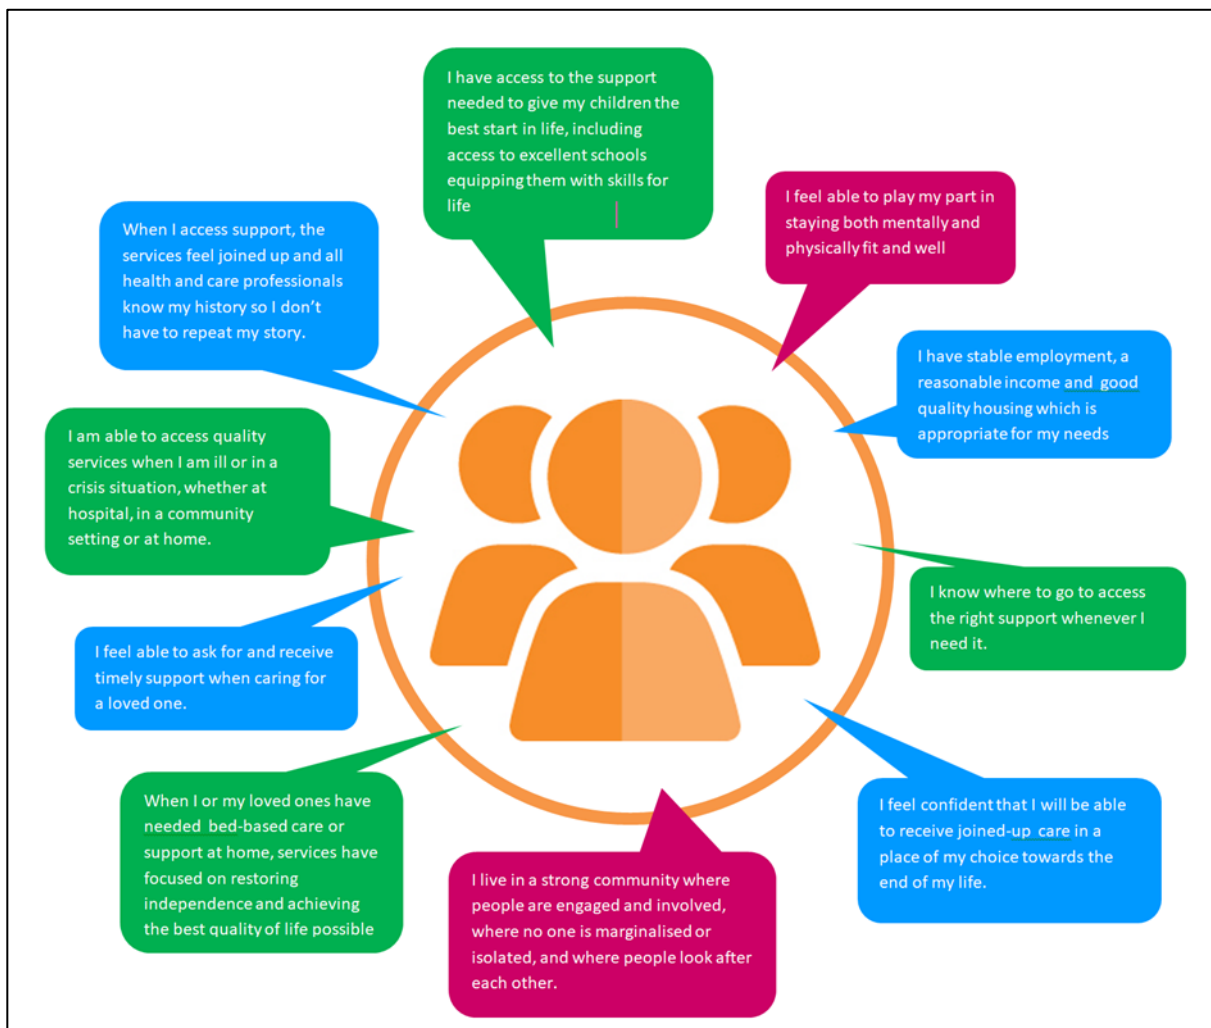 I have access to the support
needed to give my children the
best start in life, including
access to excellent schools
equipping them with skills for
life
I feel able to play my part in
staying both mentally and
physically fit and well
When I access support, the
services feel joined up and all
health and care professionals
know my history so I don't
have to repeat my story.
I have stable employment, a
reasonable income and good
quality housing which is
appropriate for my needs
I am able to access quality
services when I am ill or in a
crisis situation, whether at
hospital, in a community
setting or at home.
I know where to go to access
the right support whenever I
need it.
I feel able to ask for and receive
timely support when caring for
a loved one.
When I or my loved ones have
needed bed-based care or
support at home, services have
focused on restoring
independence and achieving
the best quality of life possible
I feel confident that I will be able
to receive joined-up care in a
place of my choice towards the
end of my life.
I live in a strong community where
people are engaged and involved,
where no one is marginalised or
isolated, and where people look after
each other.